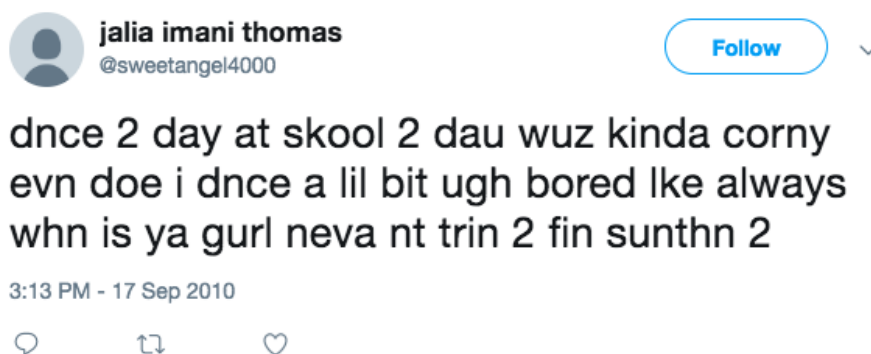 jalia imani thomas
@sweetangel4000
Follow
dnce 2 day at skool 2 dau wuz kinda corny
evn doe i dnce a lil bit ugh bored lke always
whn is ya gurl neva nt trin 2 fin sunthn 2
3:13 PM - 17 Sep 2010